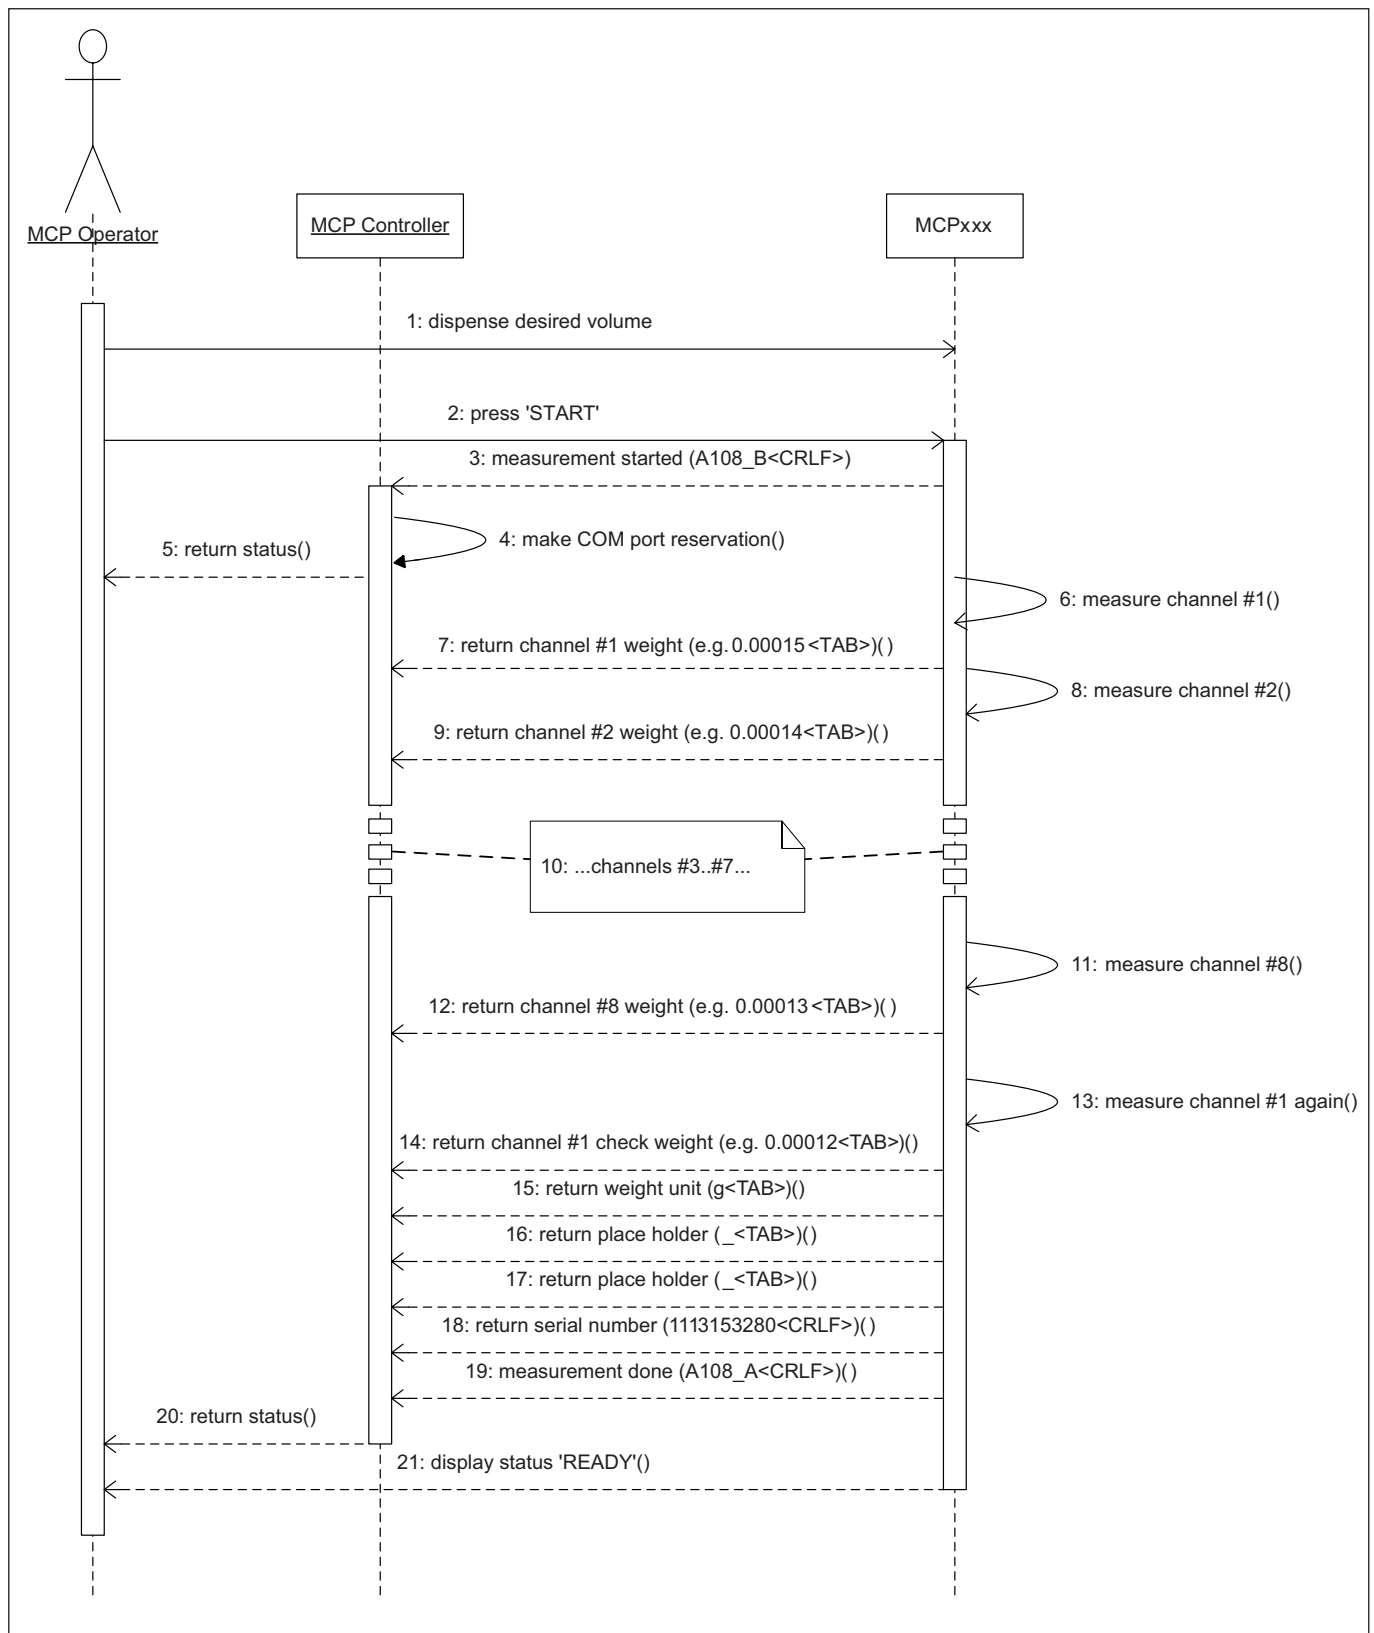 MCP Operator
MCP Controller
MCPxxx
1: dispense desired volume
2: press 'START'
3: measurement started (A108_B<CRLF>)
4: make COM port reservation()
5: return status()
6: measure channel #1()
7: return channel #1 weight (e.g. 0.00015<TAB>)()
8: measure channel #2()
9: return channel #2 weight (e.g. 0.00014<TAB>)()
10: ...channels #3..#7...
11: measure channel #8()
12: return channel #8 weight (e.g. 0.00013<TAB>)()
13: measure channel #1 again()
14: return channel #1 check weight (e.g. 0.00012<TAB>)()
15: return weight unit (g<TAB>)()
16: return place holder (_<TAB>)()
17: return place holder (_<TAB>)()
18: return serial number (1113153280<CRLF>)()
19: measurement done (A108_A<CRLF>)()
20: return status()
21: display status 'READY'()